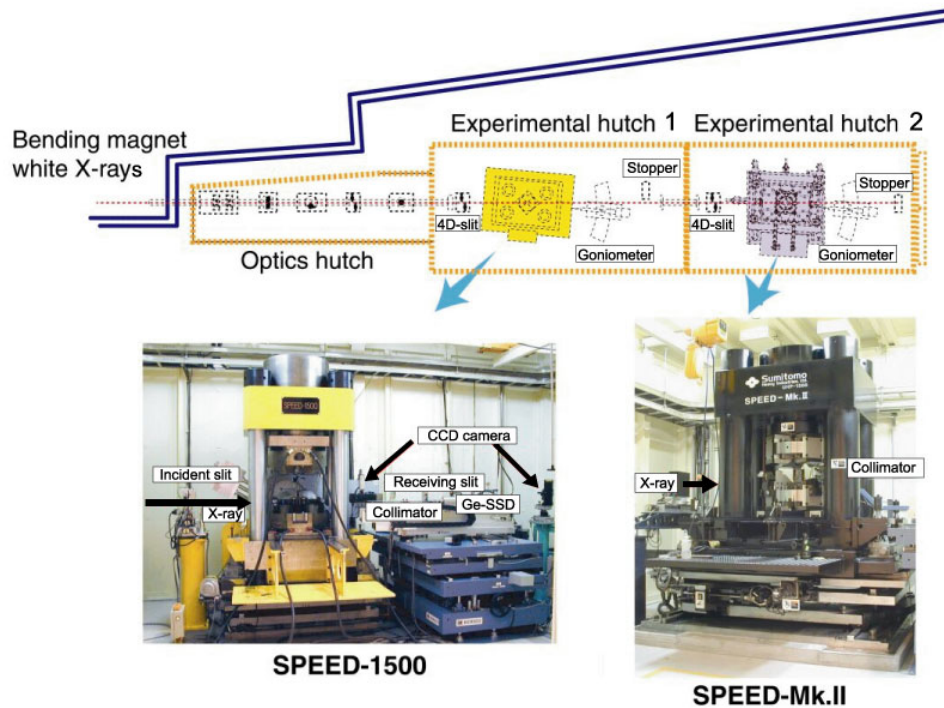 Bending magnet
white X-rays
Optics hutch
Experimental hutch 1
Experimental hutch 2
4D-slit
Stopper
Goniometer
4D-slit
Stopper
Goniometer
SPEED-1500
Incident slit
X-ray
CCD camera
Receiving slit
Collimator
Ge-SSD
SPEED-1500
Sumitomo
SPEED-Mk.II
X-ray
Collimator
SPEED-Mk.II